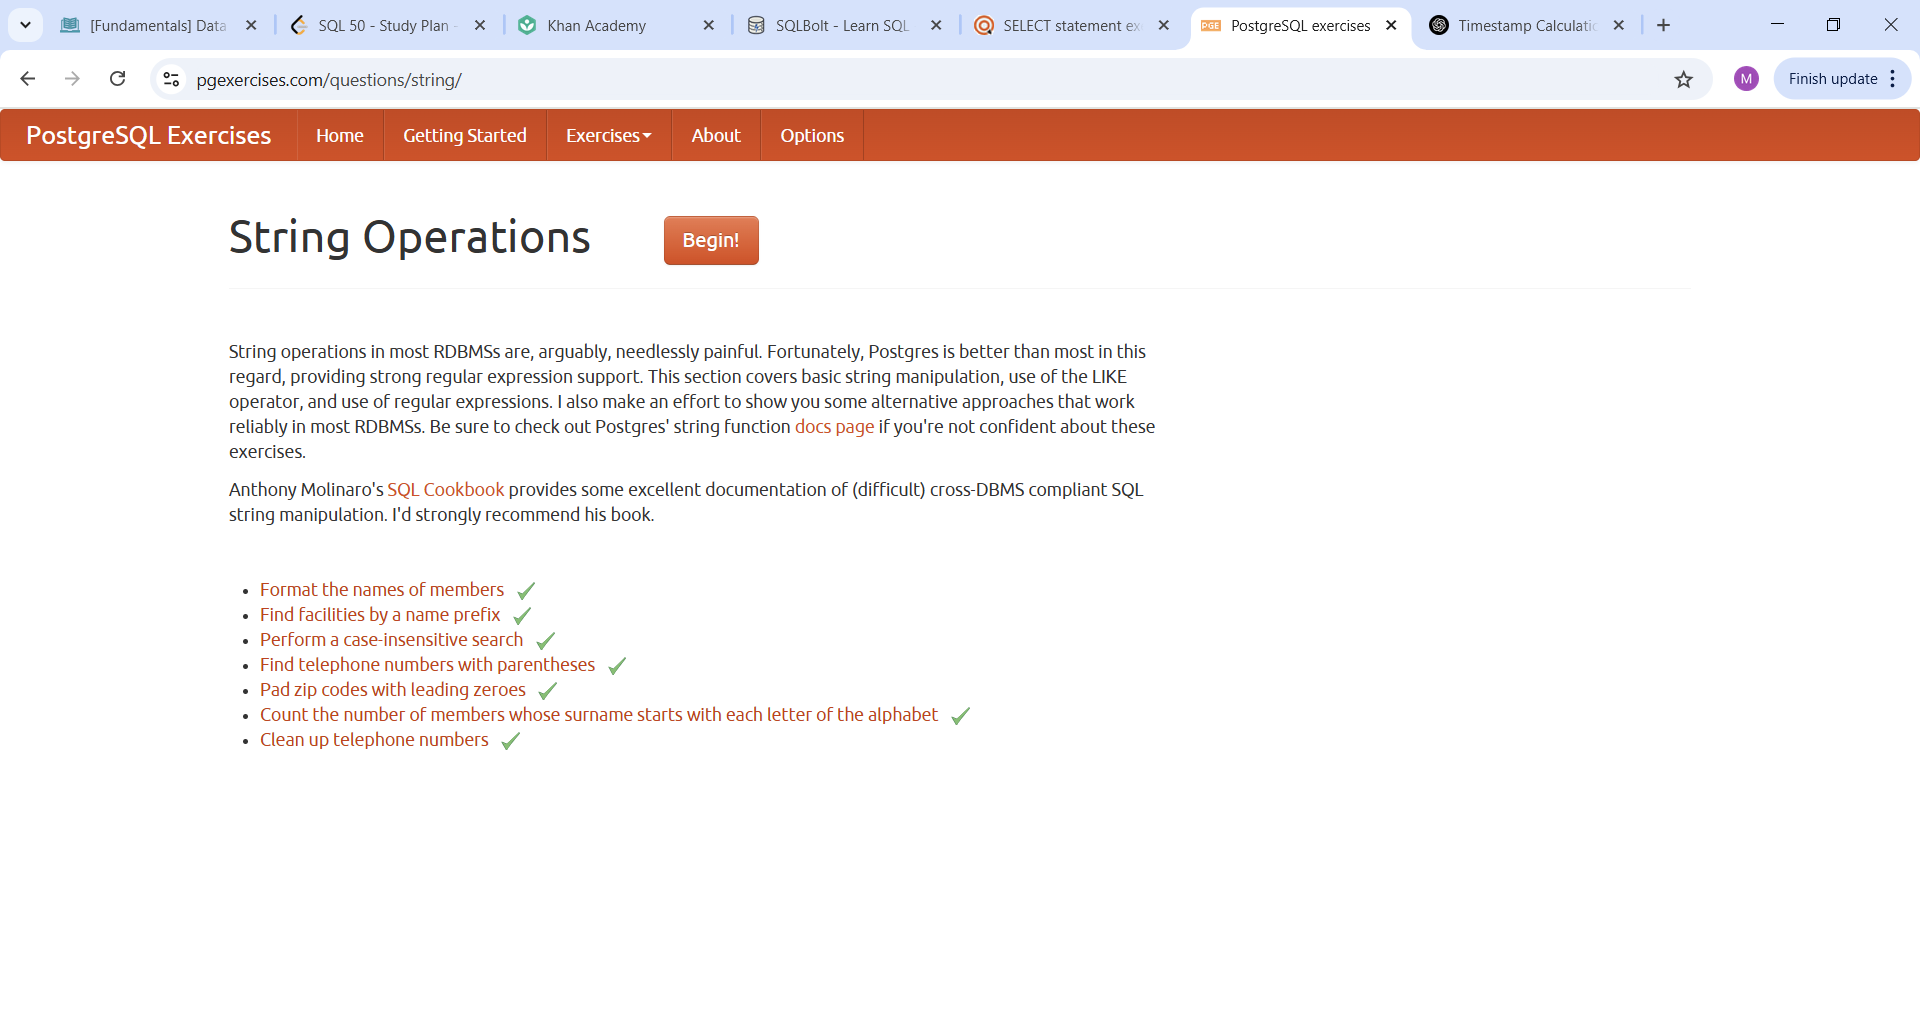 [Fundamentals] Data
SQL 50 - Study Plan -
Khan Academy
SQLBolt - Learn SQL
SELECT statement ex
PGE
PostgreSQL exercises
Timestamp Calculatio
pgexercises.com/questions/string/
M
Finish update
PostgreSQL Exercises
Home
Getting Started
Exercises
About
Options
String Operations
Begin!
String operations in most RDBMSs are, arguably, needlessly painful. Fortunately, Postgres is better than most in this
regard, providing strong regular expression support. This section covers basic string manipulation, use of the LIKE
operator, and use of regular expressions. I also make an effort to show you some alternative approaches that work
reliably in most RDBMSs. Be sure to check out Postgres' string function docs page if you're not confident about these
exercises.
Anthony Molinaro's SQL Cookbook provides some excellent documentation of (difficult) cross-DBMS compliant SQL
string manipulation. I'd strongly recommend his book.
Format the names of members
Find facilities by a name prefix
Perform a case-insensitive search
Find telephone numbers with parentheses
Pad zip codes with leading zeroes
Count the number of members whose surname starts with each letter of the alphabet
Clean up telephone numbers